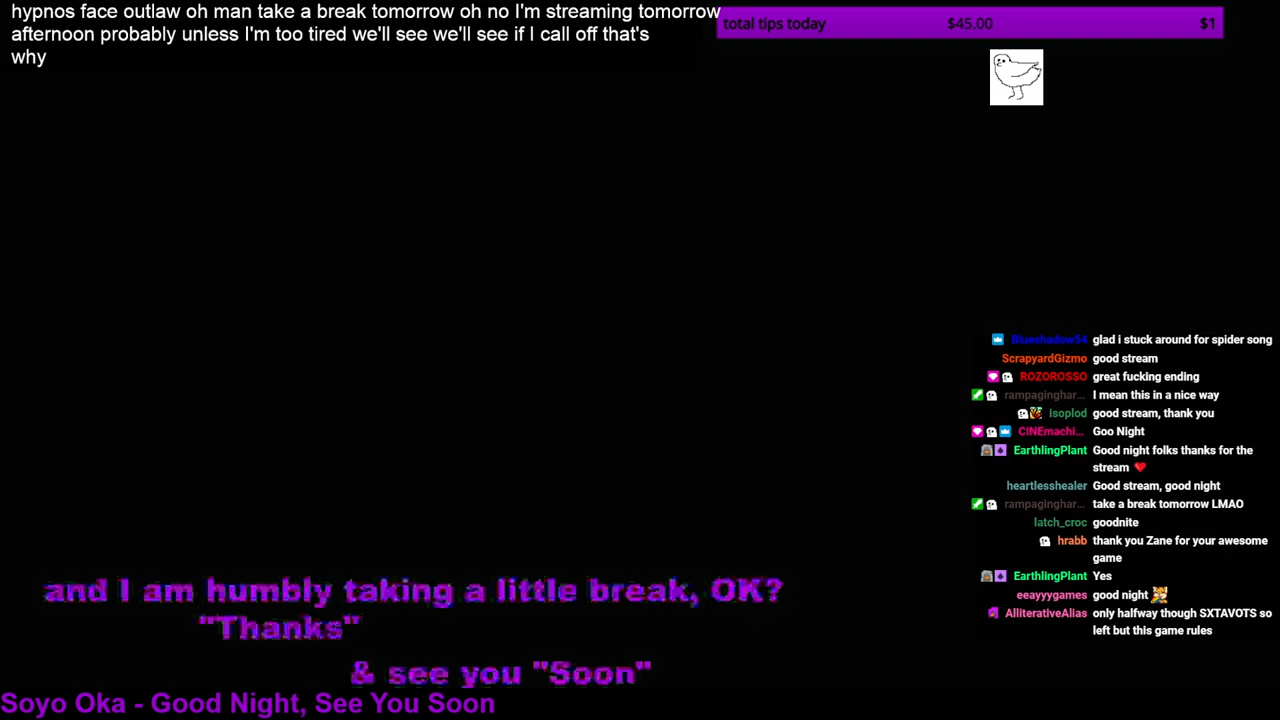 hypnos face outlaw oh man take a break tomorrow oh no I'm streaming tomorrow
afternoon probably unless I'm too tired we'll see we'll see if I call off that's
why
total tips today $45.00 $1
Blueshadow54 glad i stuck around for spider song
ScrapyardGizmo good stream
ROZOROSSO great fucking ending
rampaginghar... I mean this in a nice way
Isoplod good stream, thank you
CINEmachi... Goo Night
EarthlingPlant Good night folks thanks for the
stream
heartlesshealer Good stream, good night
rampaginghar... take a break tomorrow LMAO
latch_croc goodnite
hrabb thank you Zane for your awesome
game
EarthlingPlant Yes
eeayyygames good night
AlliterativeAlias only halfway though SXTAVOTS so
left but this game rules
and I am humbly taking a little break, OK?
"Thanks"
& see you "Soon"
Soyo Oka - Good Night, See You Soon